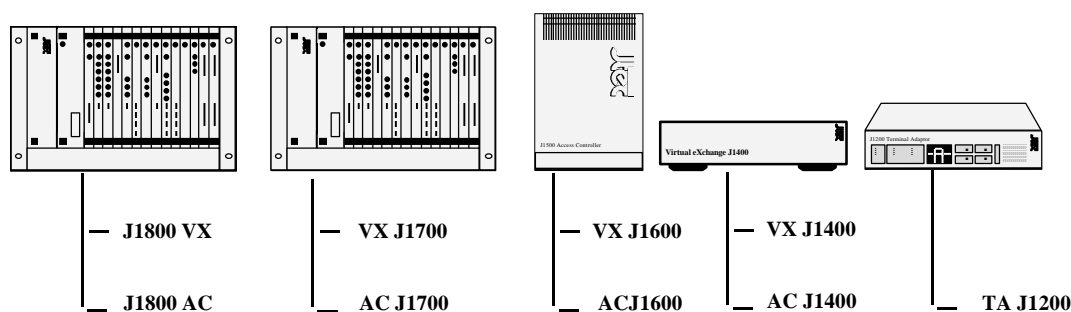 Jtec
J1500 Access Controller
Virtual eXchange J1400
J1200 Terminal Adaptor
J1800 VX
VX J1700
VX J1600
VX J1400
J1800 AC
AC J1700
ACJ1600
AC J1400
TA J1200